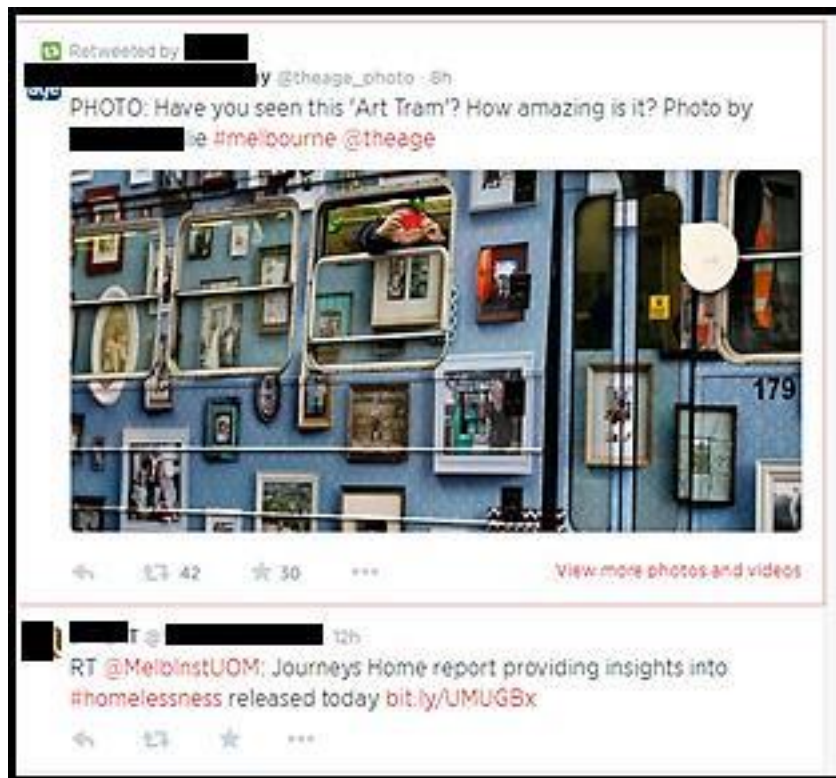 Retweeted by
y @theage_photo · 8h
PHOTO: Have you seen this 'Art Tram'? How amazing is it? Photo by
lie #melbourne @theage
179
42 30 View more photos and videos
T @ 12h
RT @MelbInstUOM: Journeys Home report providing insights into
#homelessness released today bit.ly/UMUGBx